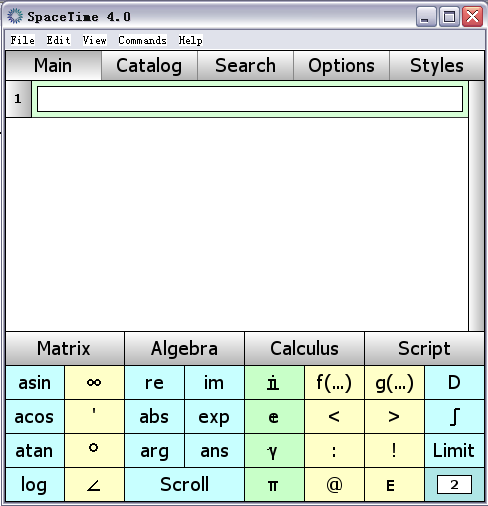 SpaceTime 4.0
File Edit View Commands Help
Main Catalog Search Options Styles
1
Matrix Algebra Calculus Script
asin ∞ re im i f(…) g(…) D
acos ' abs exp e < > ∫
atan ° arg ans γ : ! Limit
log ∠ Scroll π @ E 2